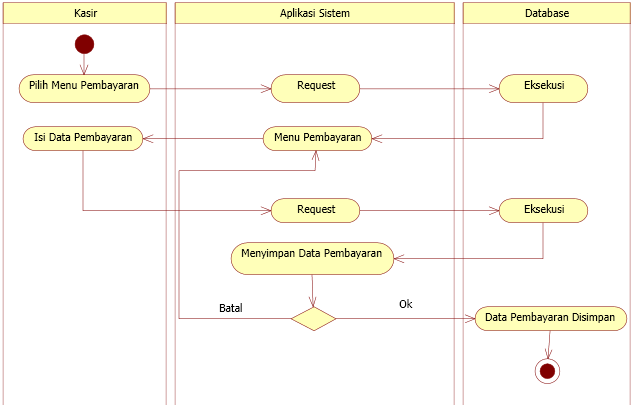 Kasir
Aplikasi Sistem
Database
Pilih Menu Pembayaran
Request
Eksekusi
Isi Data Pembayaran
Menu Pembayaran
Request
Eksekusi
Menyimpan Data Pembayaran
Batal
Ok
Data Pembayaran Disimpan